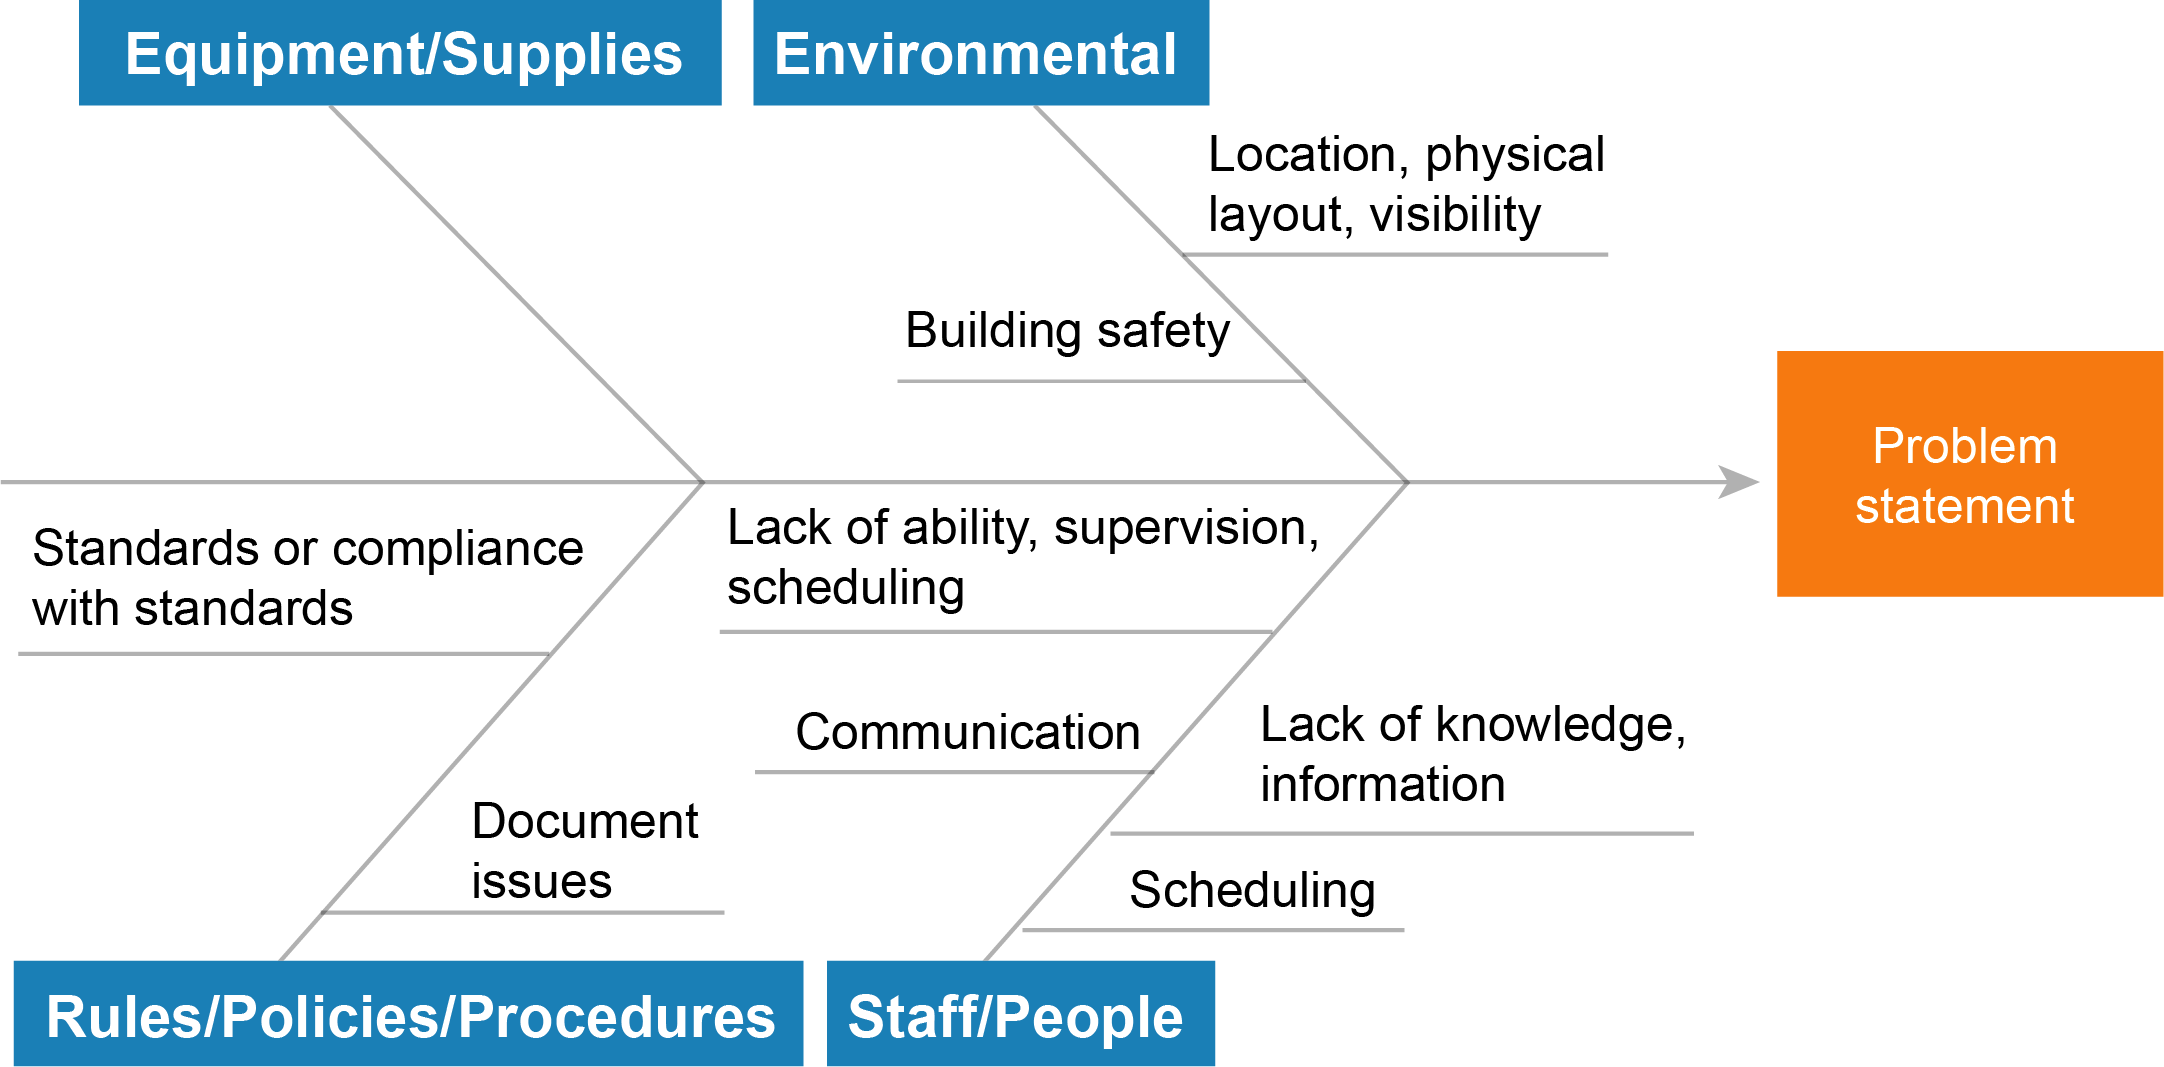 Equipment/Supplies
Environmental
Location, physical
layout, visibility
Building safety
Problem
statement
Standards or compliance
with standards
Lack of ability, supervision,
scheduling
Communication
Lack of knowledge,
information
Document
issues
Scheduling
Rules/Policies/Procedures
Staff/People